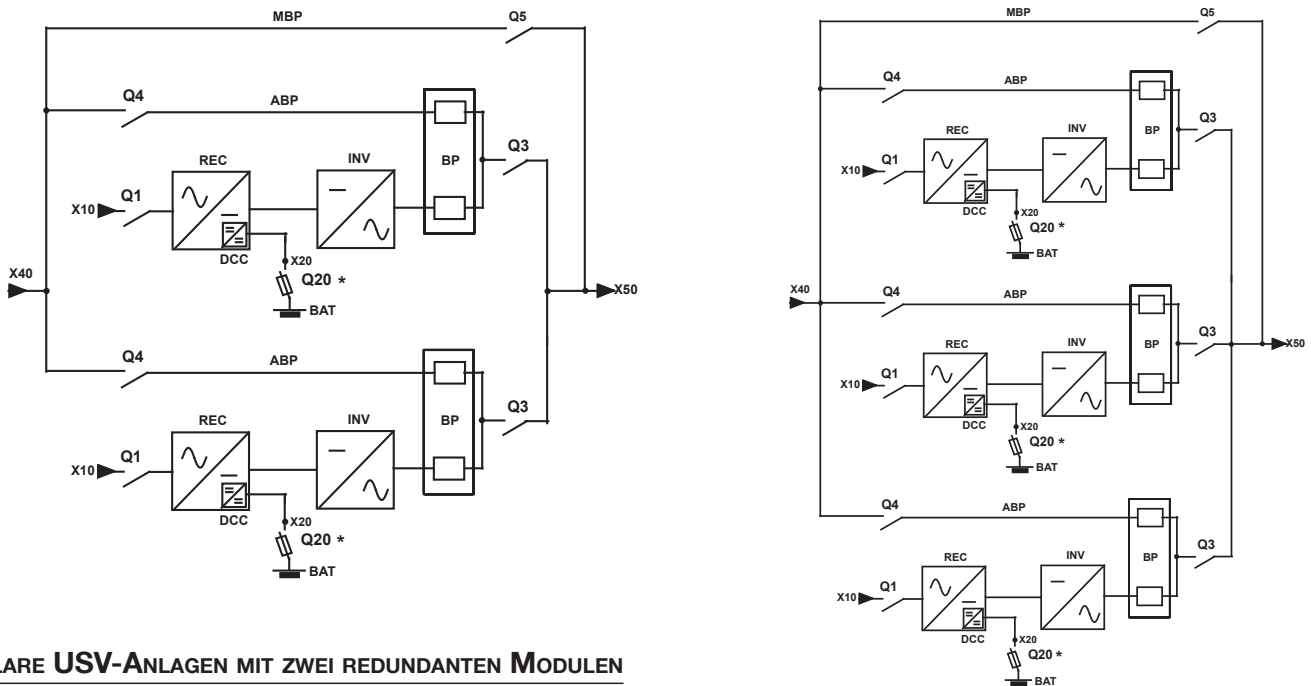 MBP
Q5
Q4
ABP
Q3
REC
INV
BP
Q1
X10
DCC
X20
Q20 *
BAT
X40
X50
Q4
ABP
Q3
REC
INV
BP
Q1
X10
DCC
X20
Q20 *
BAT
MBP
Q5
Q4
ABP
Q3
REC
INV
BP
Q1
X10
DCC
X20
Q20 *
BAT
X40
Q4
ABP
Q3
X50
REC
INV
BP
Q1
X10
DCC
X20
Q20 *
BAT
Q4
ABP
Q3
REC
INV
BP
Q1
X10
DCC
X20
Q20 *
BAT
LARE USV-ANLAGEN MIT ZWEI REDUNDANTEN MODULEN